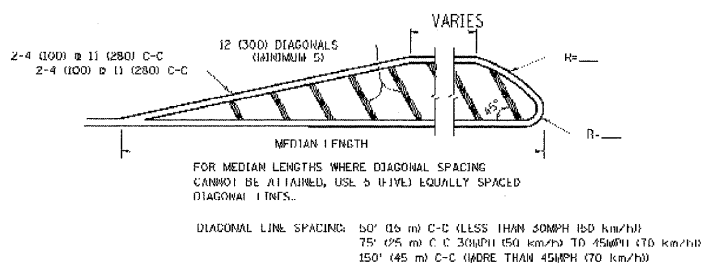 VARIES
2-4 (100) @ 11 (280) C-C
2-4 (100) @ 11 (280) C-C
12 (300) DIAGONALS
(MINIMUM 5)
R=
45°
R=
MEDIAN LENGTH
FOR MEDIAN LENGTHS WHERE DIAGONAL SPACING
CANNOT BE ATTAINED, USE 5 (FIVE) EQUALLY SPACED
DIAGONAL LINES..
DIAGONAL LINE SPACING: 50' (15 m) C-C (LESS THAN 30MPH (50 km/h))
75' (25 m) C-C 30MPH (50 km/h) TO 45MPH (70 km/h)
150' (45 m) C-C (MORE THAN 45MPH (70 km/h))